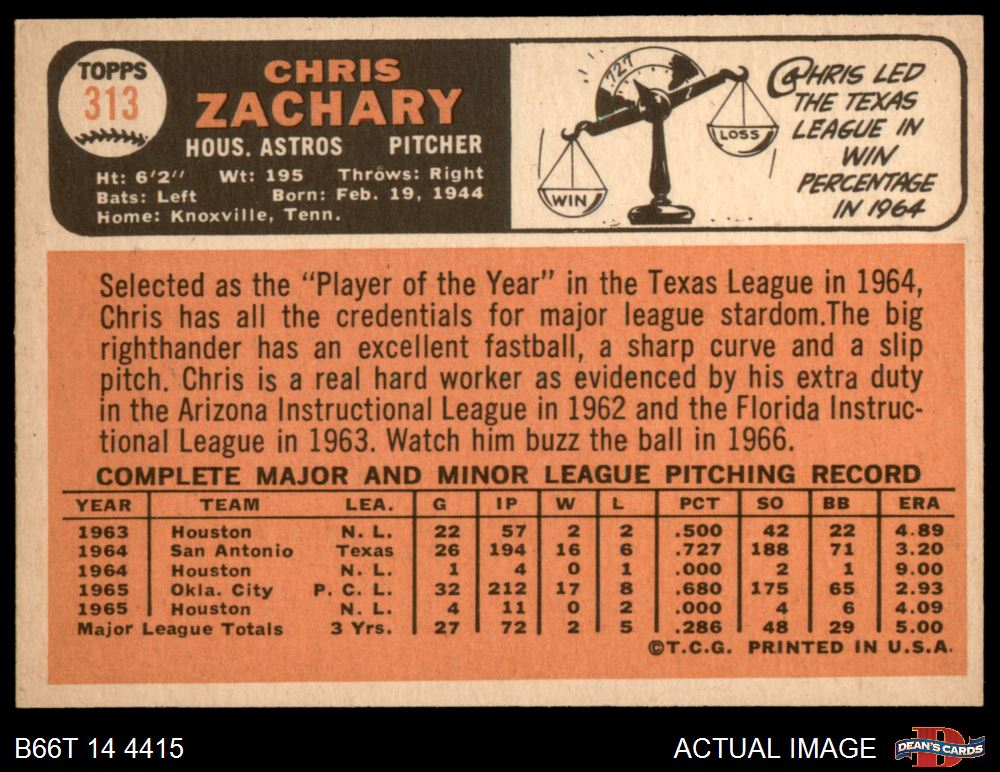 TOPPS
313
CHRIS
ZACHARY
HOUS. ASTROS PITCHER
Ht: 6'2" Wt: 195 Throws: Right
Bats: Left Born: Feb. 19, 1944
Home: Knoxville, Tenn.
.727
WIN
LOSS
CHRIS LED
THE TEXAS
LEAGUE IN
WIN
PERCENTAGE
IN 1964
Selected as the "Player of the Year" in the Texas League in 1964,
Chris has all the credentials for major league stardom.The big
righthander has an excellent fastball, a sharp curve and a slip
pitch. Chris is a real hard worker as evidenced by his extra duty
in the Arizona Instructional League in 1962 and the Florida Instruc-
tional League in 1963. Watch him buzz the ball in 1966.
COMPLETE MAJOR AND MINOR LEAGUE PITCHING RECORD
YEAR TEAM LEA. G IP W L PCT SO BB ERA
1963 Houston N. L. 22 57 2 2 .500 42 22 4.89
1964 San Antonio Texas 26 194 16 6 .727 188 71 3.20
1964 Houston N. L. 1 4 0 1 .000 2 1 9.00
1965 Okla. City P. C. L. 32 212 17 8 .680 175 65 2.93
1965 Houston N. L. 4 11 0 2 .000 4 6 4.09
Major League Totals 3 Yrs. 27 72 2 5 .286 48 29 5.00
©T.C.G. PRINTED IN U.S.A.
B66T 14 4415
ACTUAL IMAGE
DEAN'S CARDS